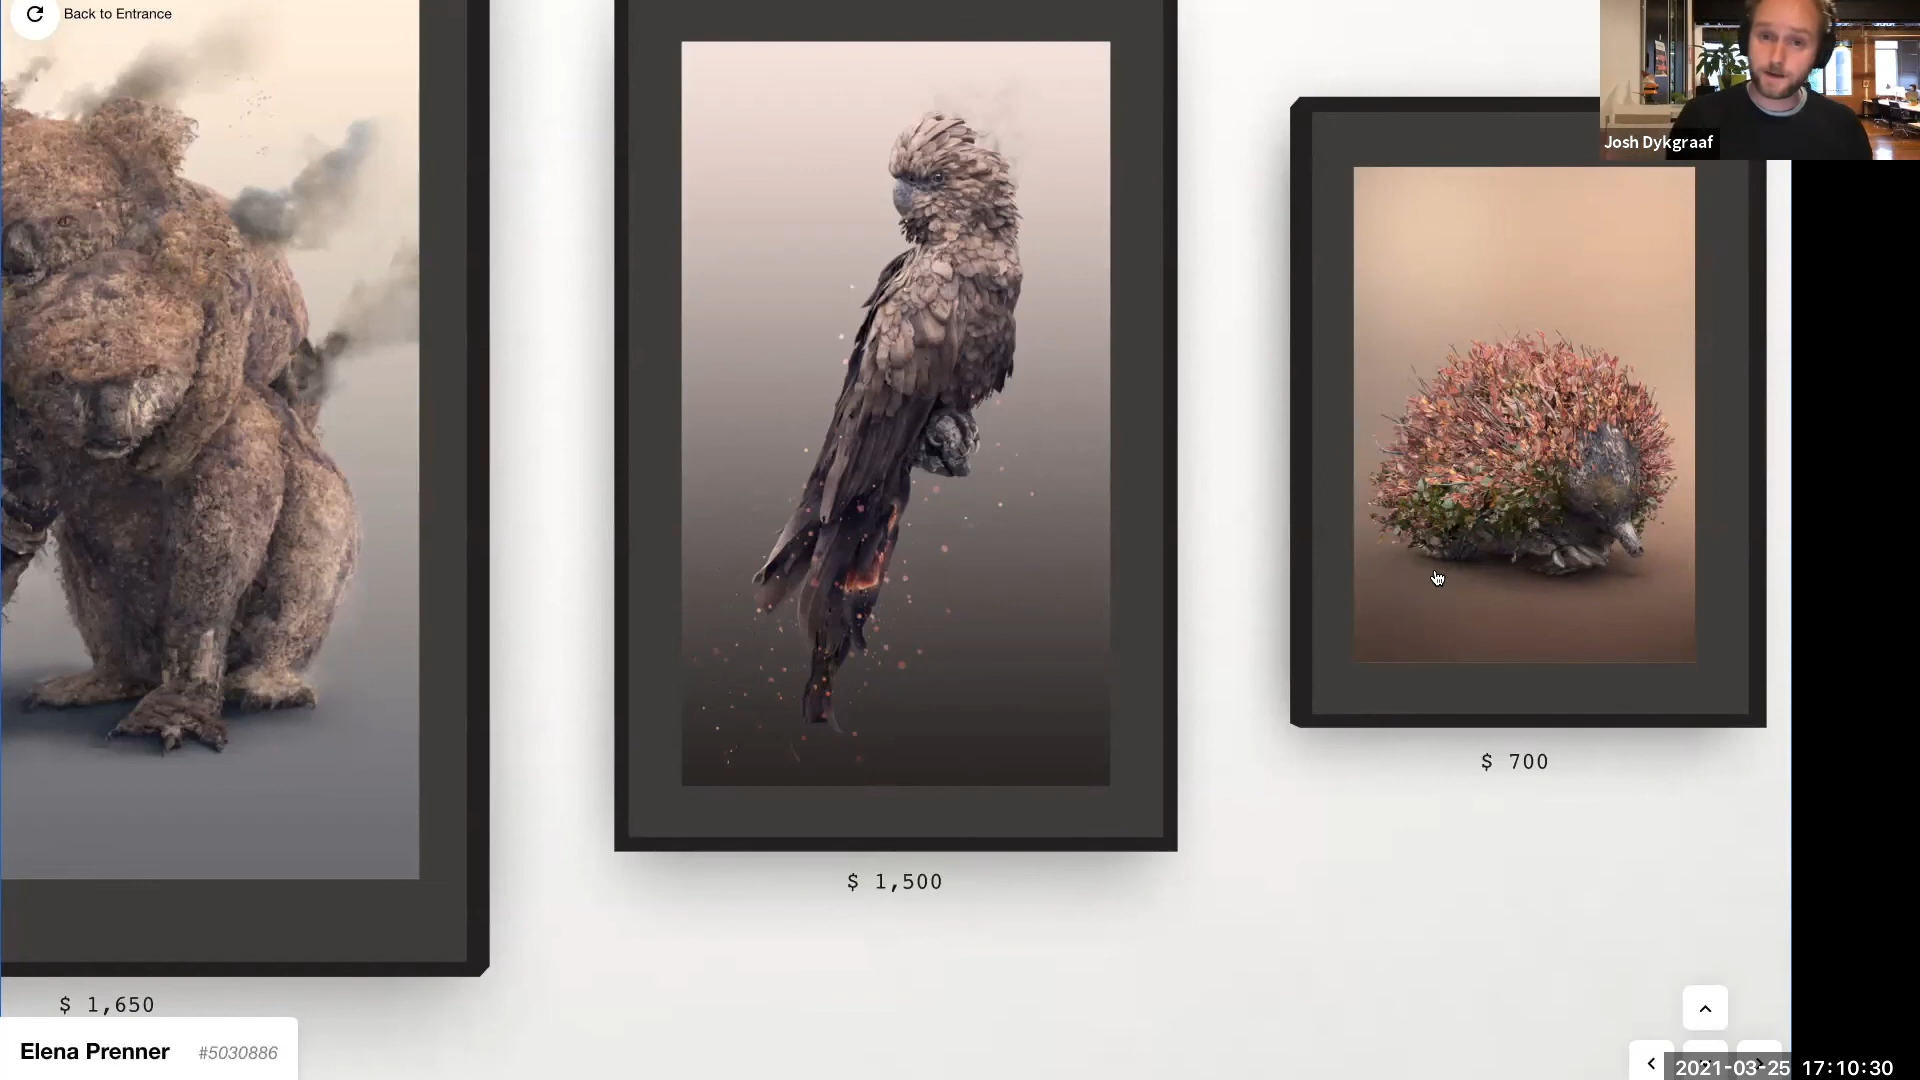 Back to Entrance
Josh Dykgraaf
$ 700
$ 1,500
$ 1,650
Elena Prenner #5030886
2021-03-25 17:10:30